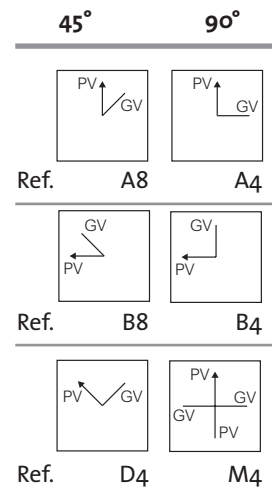 45° 90°
PV GV PV GV
Ref. A8 A4
GV PV GV PV
Ref. B8 B4
PV GV PV GV GV PV
Ref. D4 M4